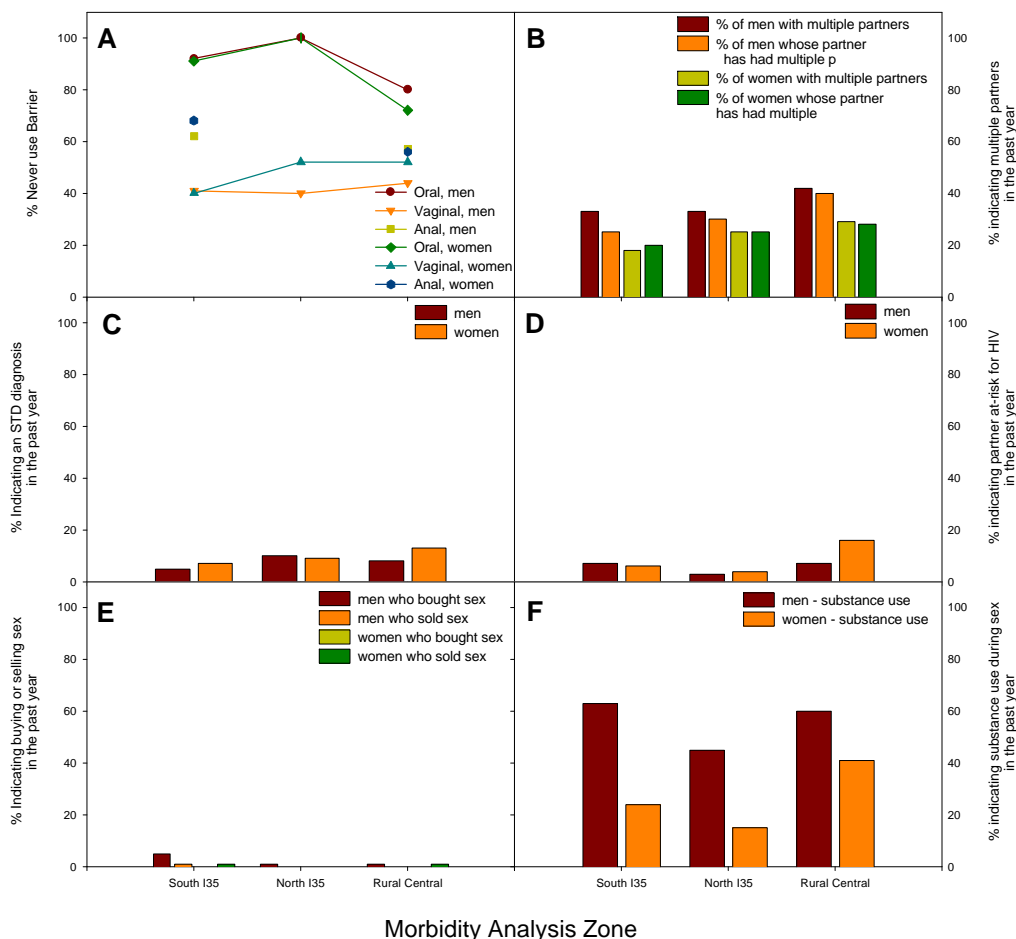 A
% Never use Barrier
100
80
60
40
20
0
Oral, men
Vaginal, men
Anal, men
Oral, women
Vaginal, women
Anal, women
B
% of men with multiple partners
% of men whose partner
has had multiple p
% of women with multiple partners
% of women whose partner
has had multiple
% indicating multiple partners
in the past year
100
80
60
40
20
0
C
% Indicating an STD diagnosis
in the past year
100
80
60
40
20
0
men
women
D
men
women
% indicating partner at-risk for HIV
in the past year
100
80
60
40
20
0
E
% Indicating buying or selling sex
in the past year
100
80
60
40
20
0
men who bought sex
men who sold sex
women who bought sex
women who sold sex
South I35
North I35
Rural Central
F
men - substance use
women - substance use
% indicating substance use during sex
in the past year
100
80
60
40
20
0
South I35
North I35
Rural Central
Morbidity Analysis Zone